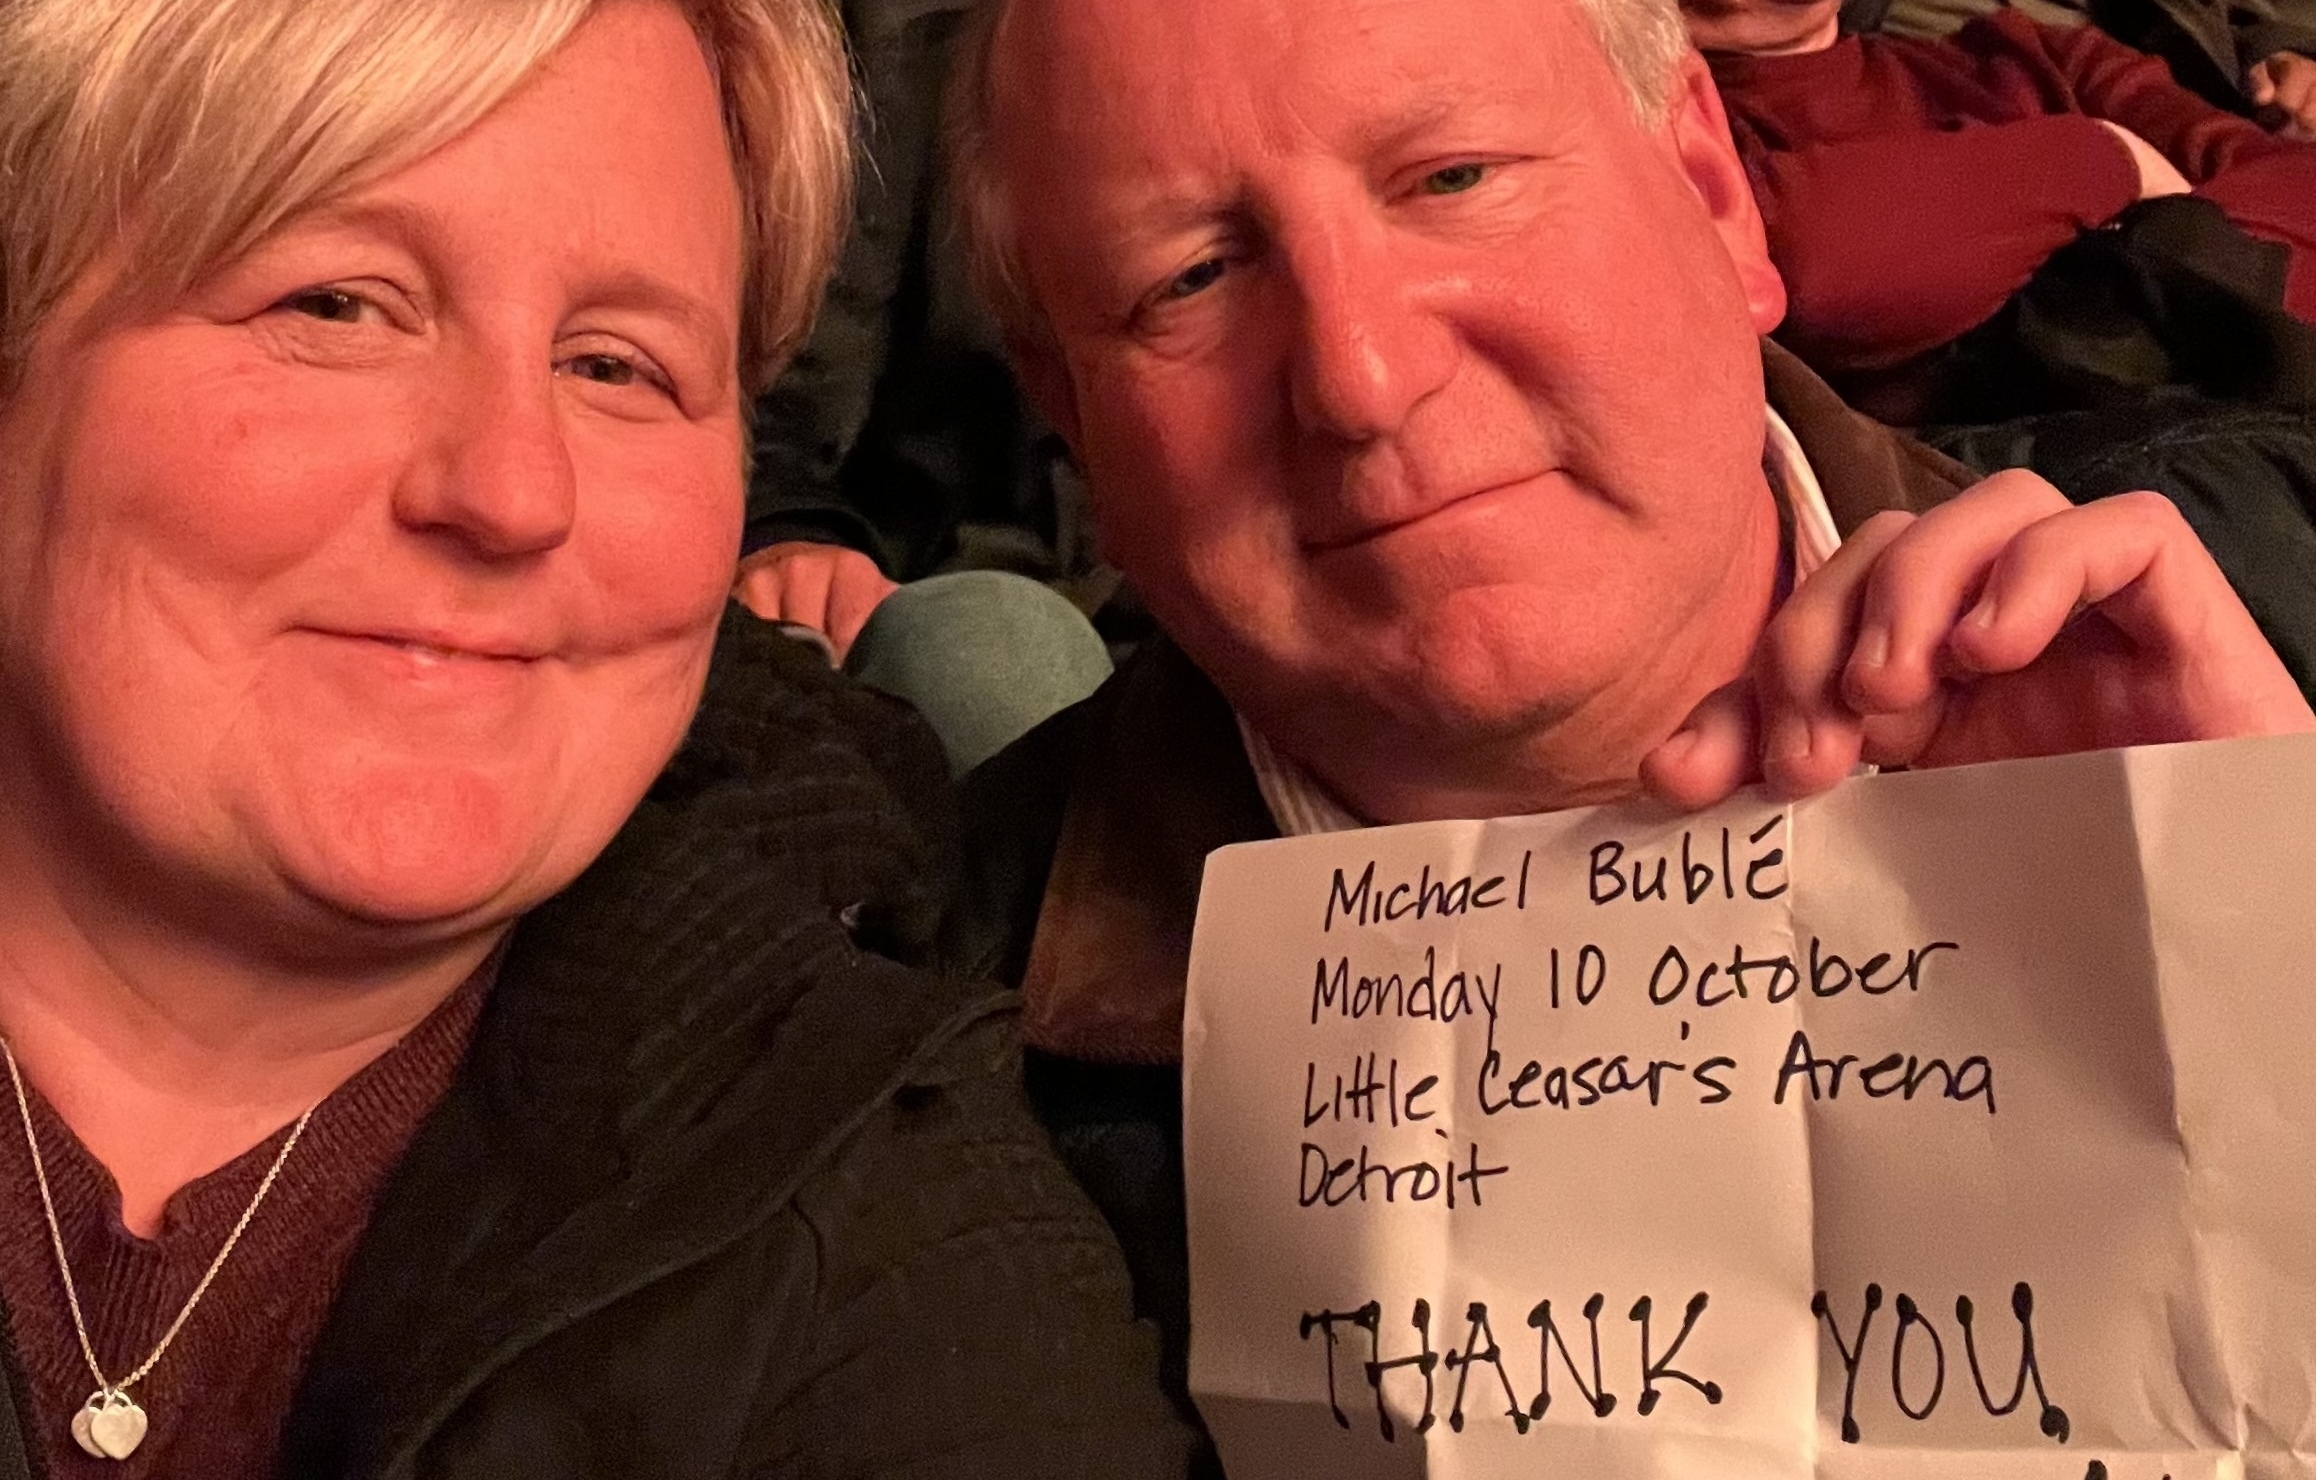 Michael Bublé
Monday 10 October
Little Ceasar's Arena
Detroit
THANK YOU